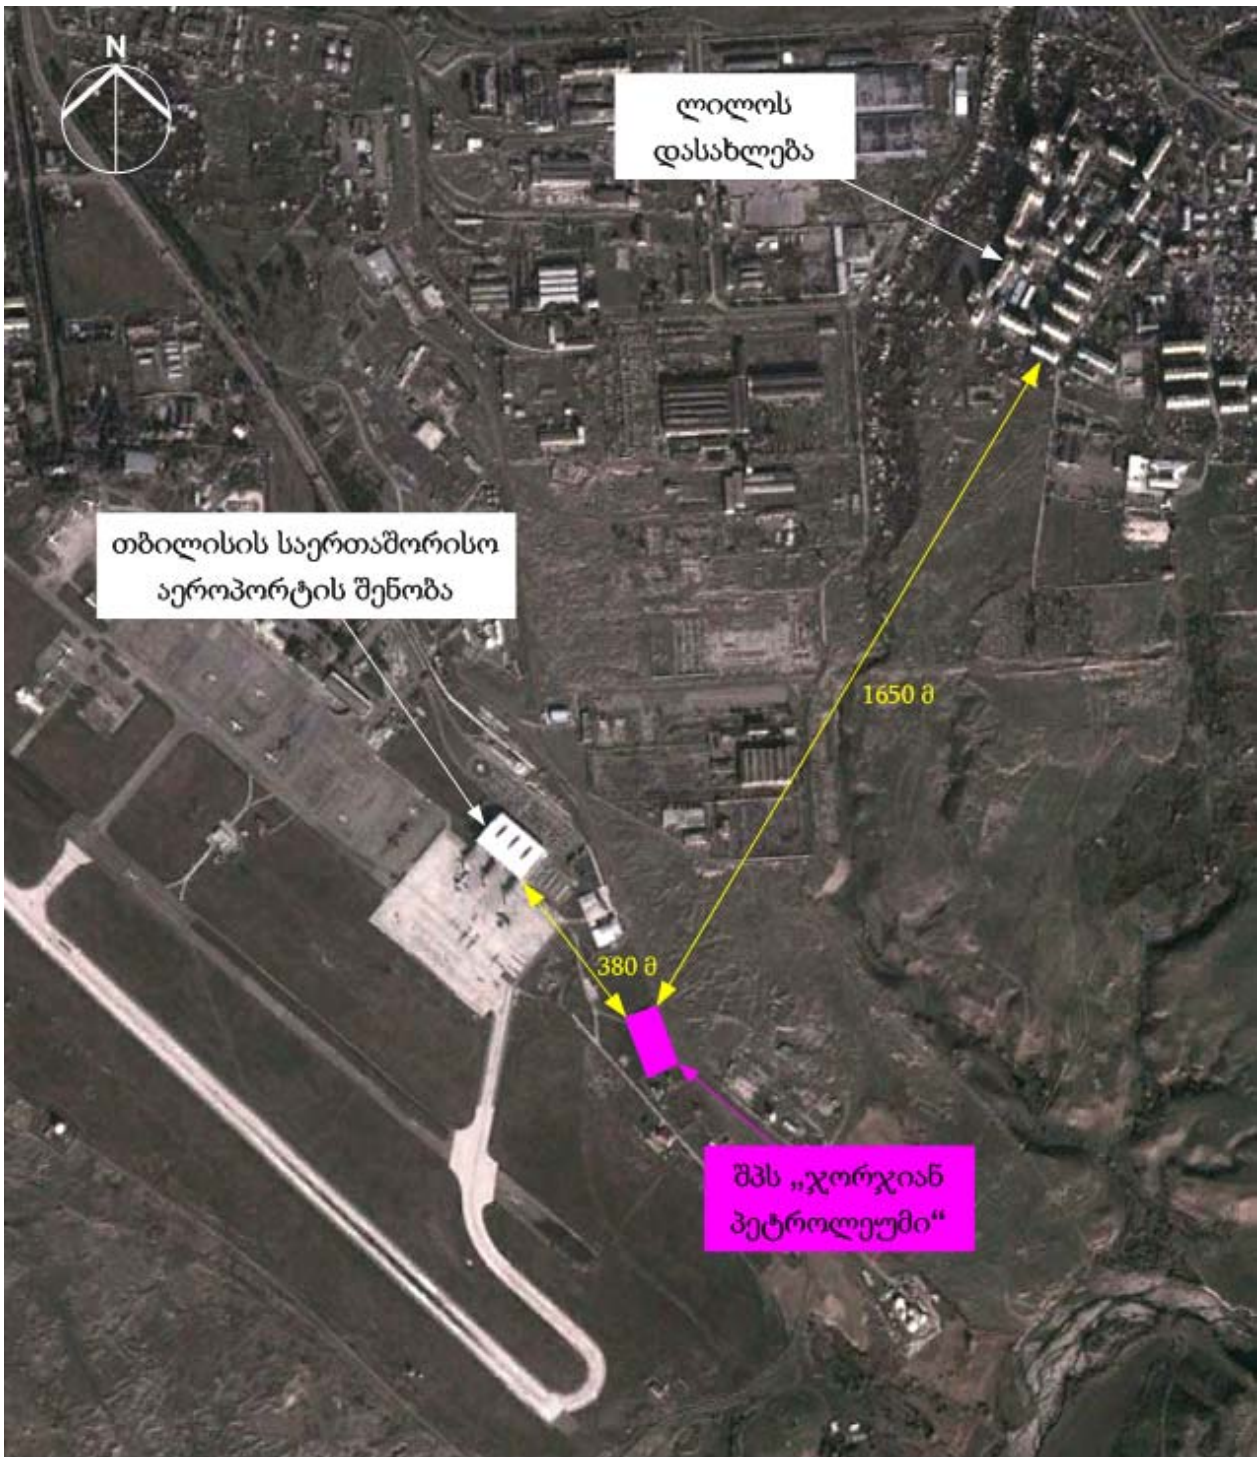 N
ლილოს
დასახლება
თბილისის საერთაშორისო
აეროპორტის შენობა
1650 მ
380 მ
შპს „ჯორჯიან
პეტროლეუმი“